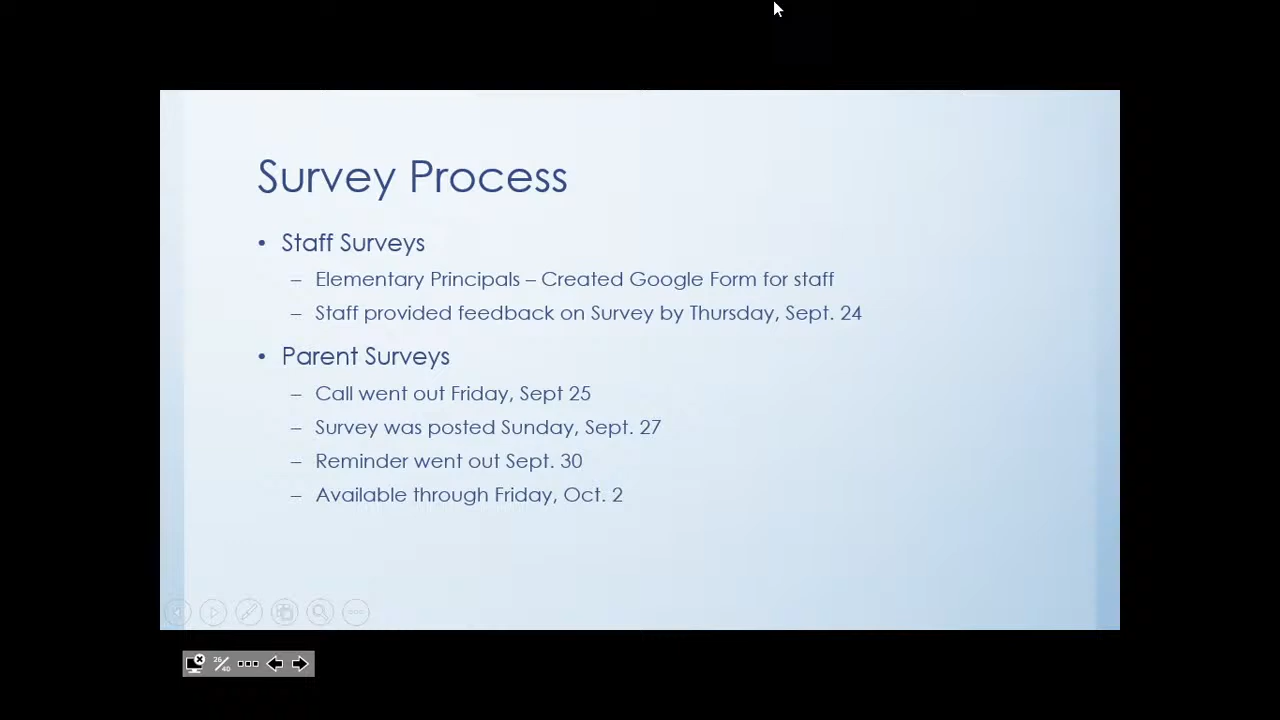 Survey Process
• Staff Surveys
– Elementary Principals – Created Google Form for staff
– Staff provided feedback on Survey by Thursday, Sept. 24
• Parent Surveys
– Call went out Friday, Sept 25
– Survey was posted Sunday, Sept. 27
– Reminder went out Sept. 30
– Available through Friday, Oct. 2
26/40